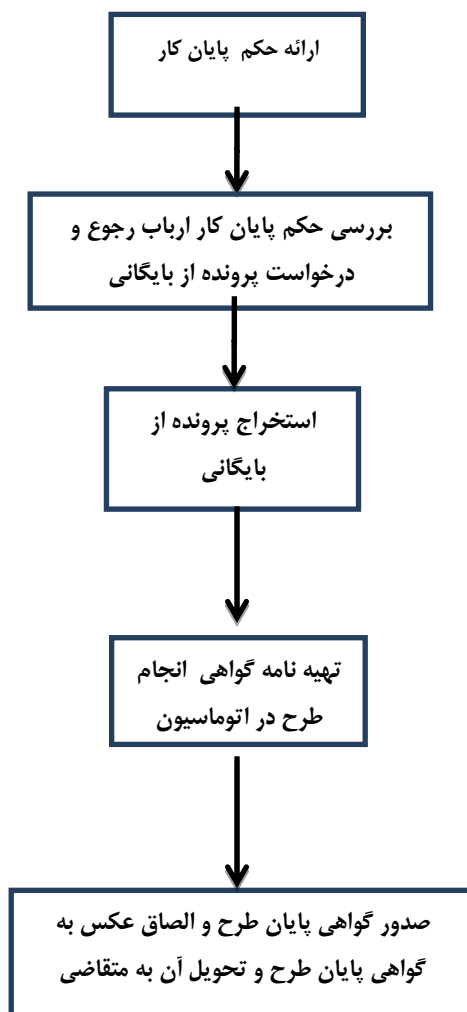 ارائه حکم پایان کار
بررسی حکم پایان کار ارباب رجوع و
درخواست پرونده از بایگانی
استخراج پرونده از
بایگانی
تهیه نامه گواهی انجام
طرح در اتوماسیون
صدور گواهی پایان طرح و الصاق عکس به
گواهی پایان طرح و تحویل آن به متقاضی